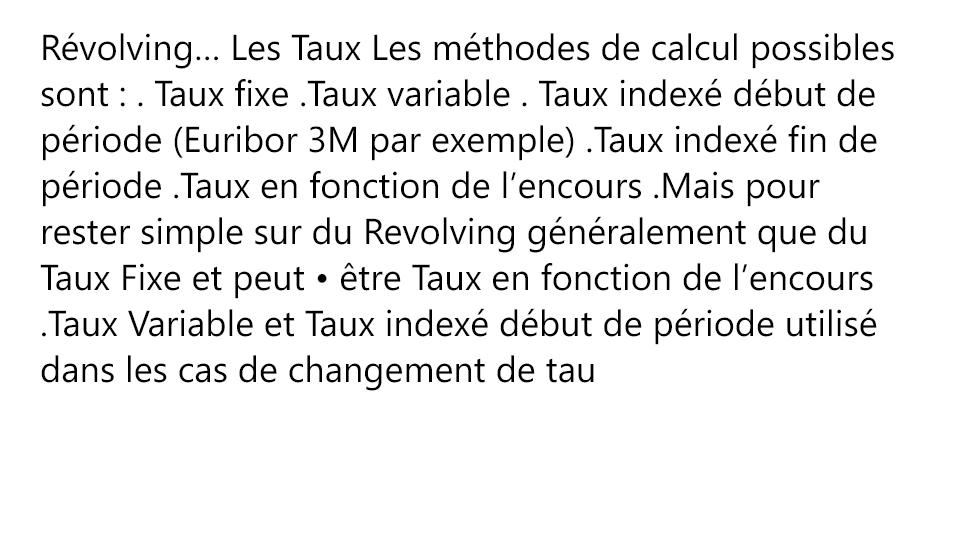 Révolving... Les Taux Les méthodes de calcul possibles
sont : . Taux fixe .Taux variable . Taux indexé début de
période (Euribor 3M par exemple) .Taux indexé fin de
période .Taux en fonction de l’encours .Mais pour
rester simple sur du Revolving généralement que du
Taux Fixe et peut • être Taux en fonction de l’encours
.Taux Variable et Taux indexé début de période utilisé
dans les cas de changement de tau